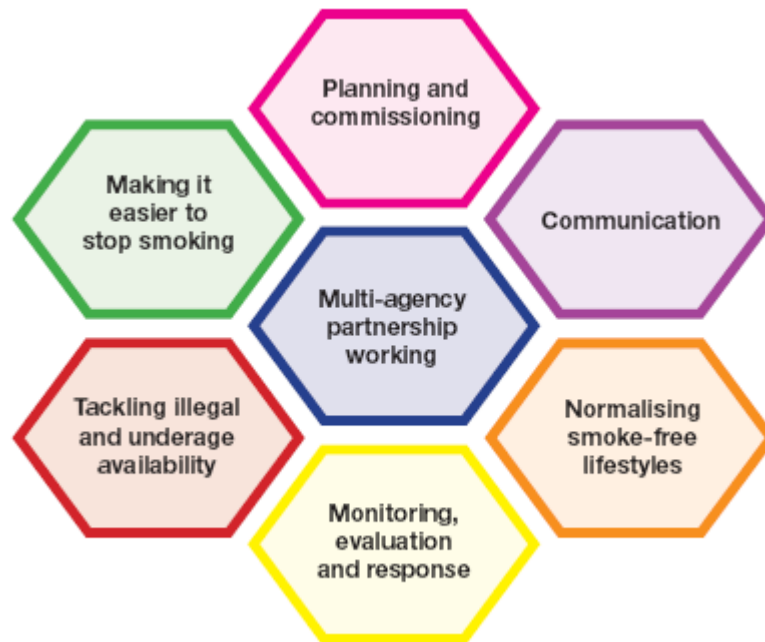 Planning and
commissioning
Making it
easier to
stop smoking
Communication
Multi-agency
partnership
working
Tackling illegal
and underage
availability
Normalising
smoke-free
lifestyles
Monitoring,
evaluation
and response